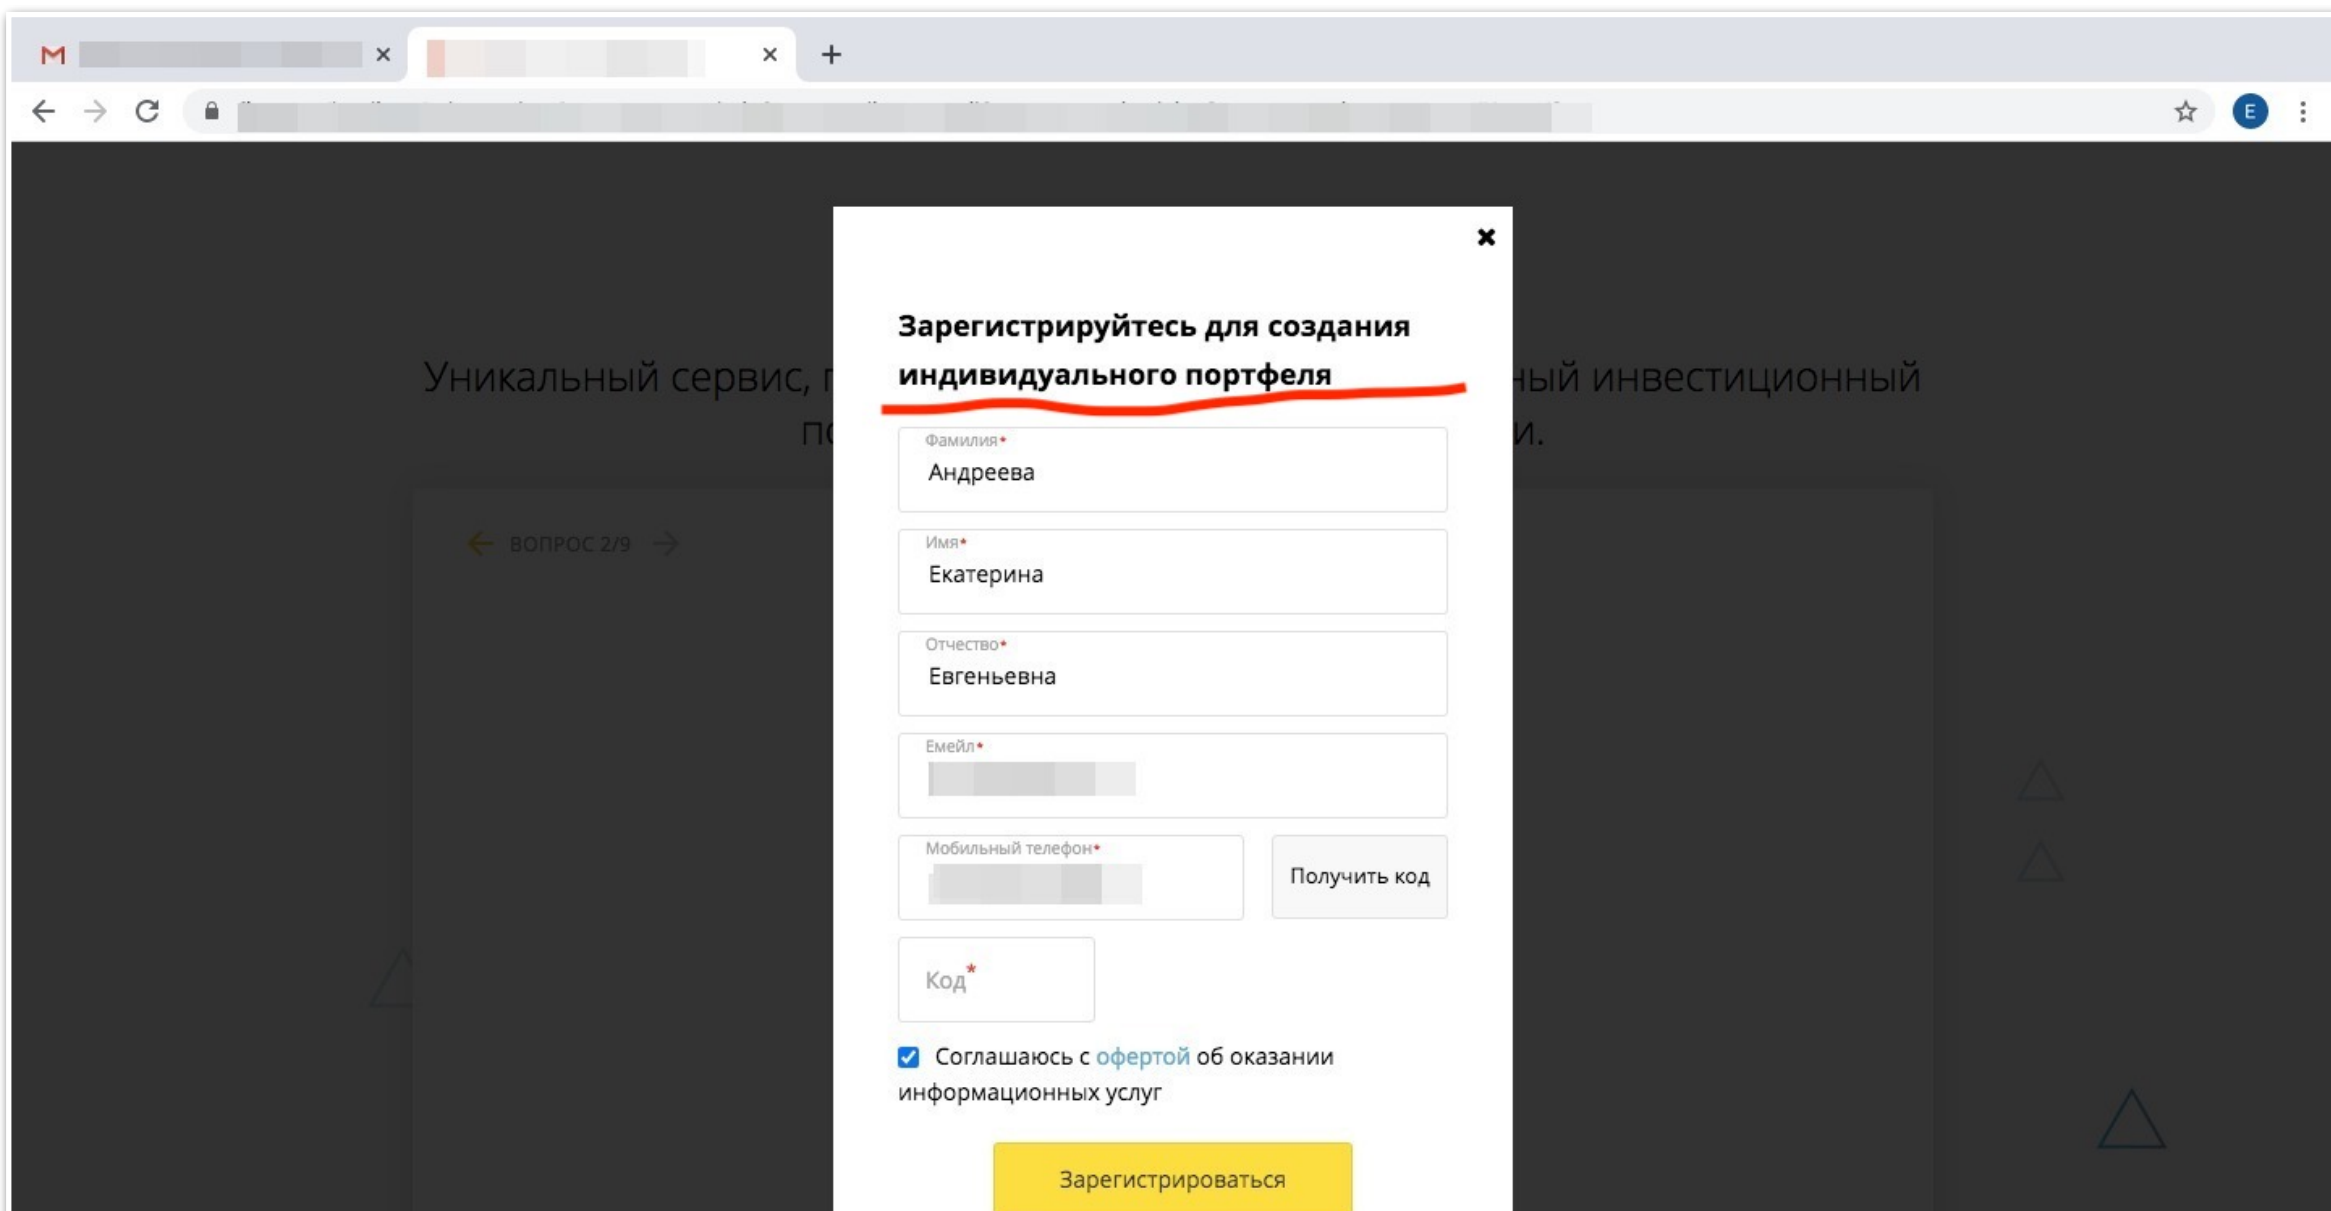 E
Зарегистрируйтесь для создания
индивидуального портфеля
Уникальный сервис, ный инвестиционный
и.
ВОПРОС 2/9
Фамилия*
Андреева
Имя*
Екатерина
Отчество*
Евгеньевна
Емейл*
Мобильный телефон*
Получить код
Код*
Соглашаюсь с офертой об оказании
информационных услуг
Зарегистрироваться